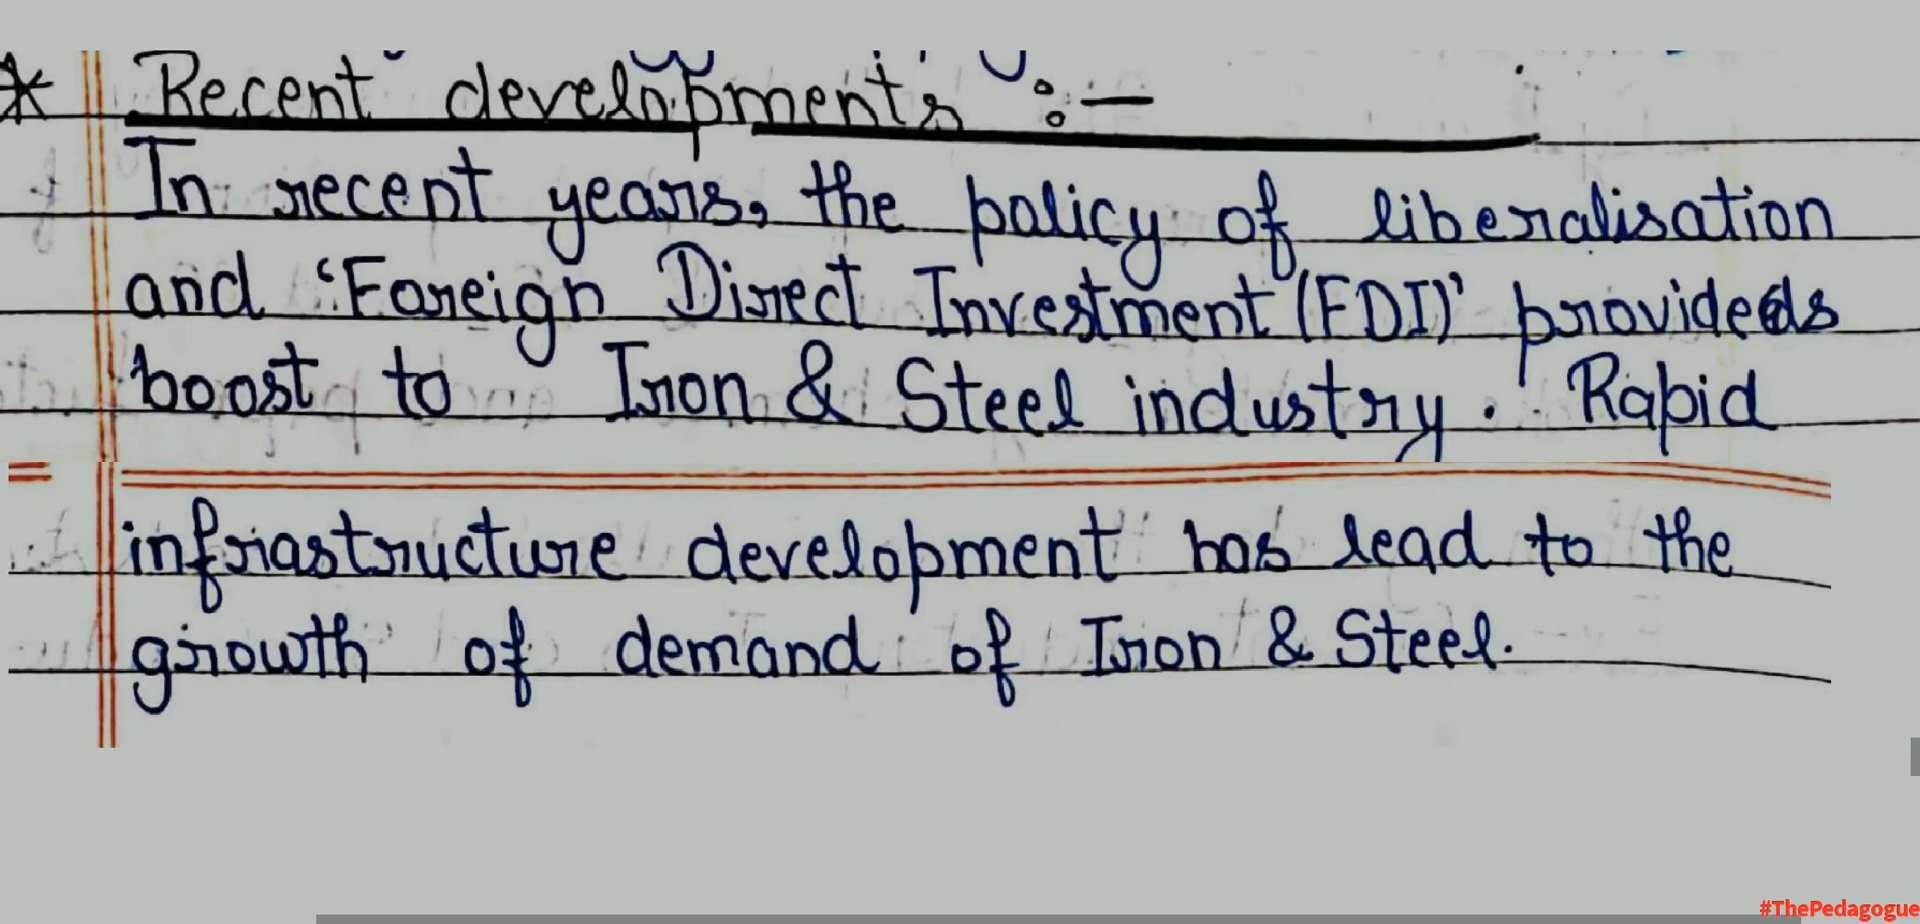 * Recent developments :-
In recent years, the policy of liberalisation
and 'Foreign Direct Investment (FDI)' provideds
boost to Iron & Steel industry. Rapid
infrastructure development has lead to the
growth of demand of Iron & Steel.
#ThePedagogue